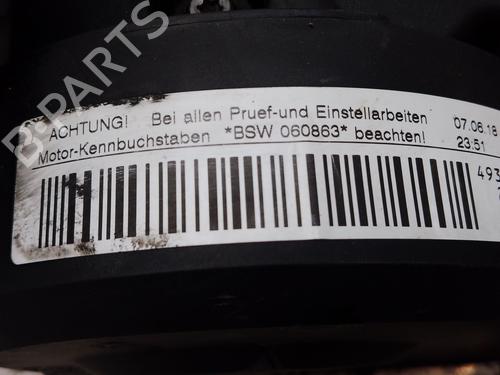 B-PARTS
ACHTUNG! Bei allen Pruef-und Einstellarbeiten 07.06.18
Motor-Kennbuchstaben *BSW 060863* beachten! 23:51
493